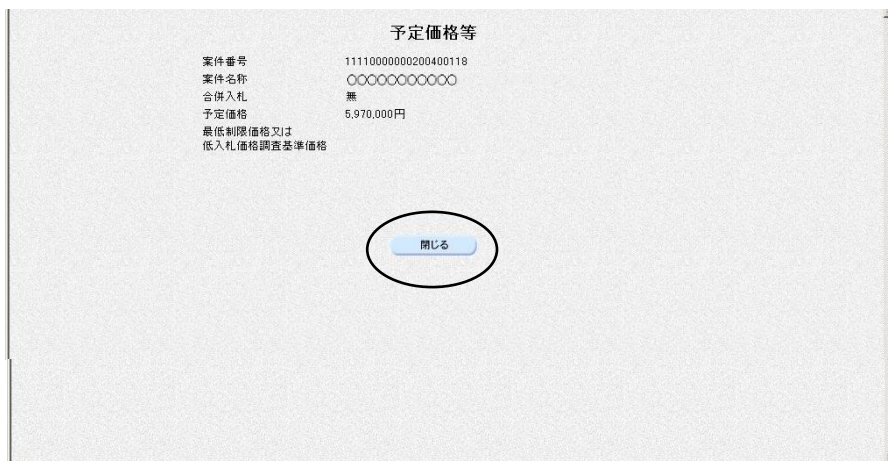 予定価格等
案件番号 11110000000200400118
案件名称 〇〇〇〇〇〇〇〇〇〇〇
合併入札 無
予定価格 5,970,000円
最低制限価格又は
低入札価格調査基準価格
閉じる